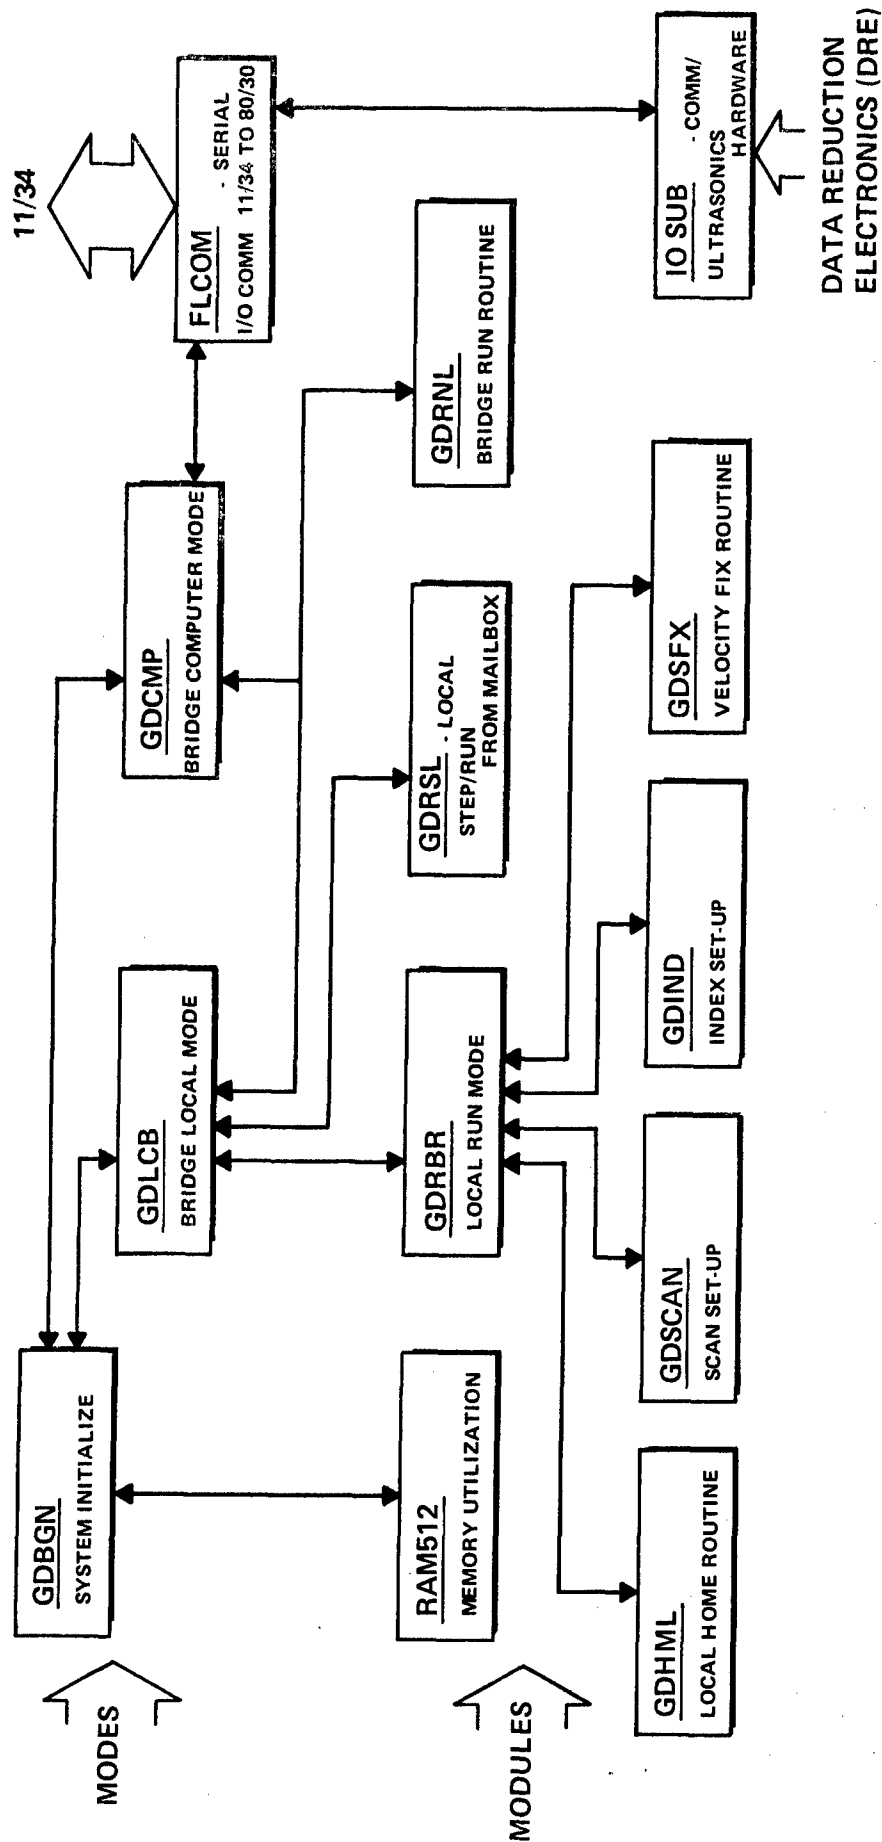 11/34
MODES
GDBGN
SYSTEM INITIALIZE
GDLCB
BRIDGE LOCAL MODE
GDCMP
BRIDGE COMPUTER MODE
FLCOM - SERIAL
I/O COMM 11/34 TO 80/30
MODULES
RAM512
MEMORY UTILIZATION
GDRBR
LOCAL RUN MODE
GDRSL - LOCAL
STEP/RUN
FROM MAILBOX
GDRNL
BRIDGE RUN ROUTINE
GDHML
LOCAL HOME ROUTINE
GDSCAN
SCAN SET-UP
GDIND
INDEX SET-UP
GDSFX
VELOCITY FIX ROUTINE
IO SUB - COMM/
ULTRASONICS
HARDWARE
DATA REDUCTION
ELECTRONICS (DRE)